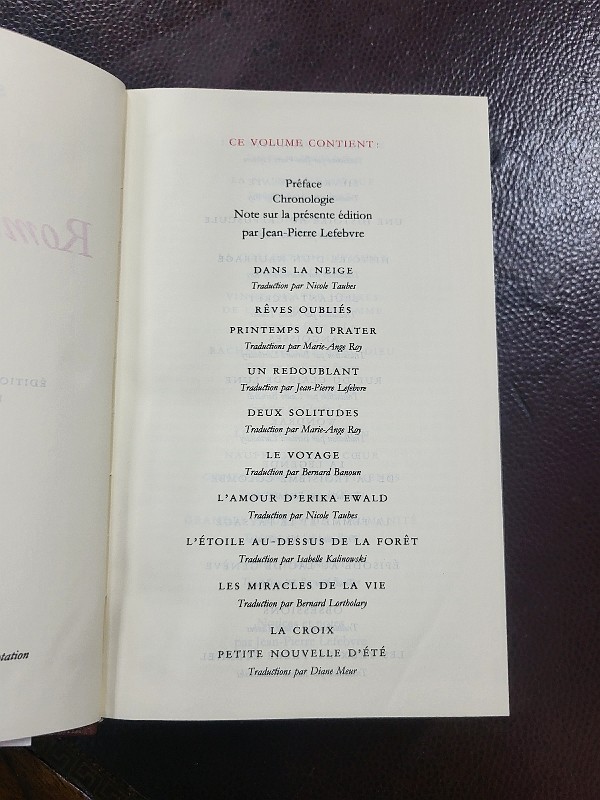 Rom
ÉDITIO
otation
CE VOLUME CONTIENT :
Préface
Chronologie
Note sur la présente édition
par Jean-Pierre Lefebvre
DANS LA NEIGE
Traduction par Nicole Taubes
RÊVES OUBLIÉS
PRINTEMPS AU PRATER
Traductions par Marie-Ange Roy
UN REDOUBLANT
Traduction par Jean-Pierre Lefebvre
DEUX SOLITUDES
Traduction par Marie-Ange Roy
LE VOYAGE
Traduction par Bernard Banoun
L'AMOUR D'ERIKA EWALD
Traduction par Nicole Taubes
L'ÉTOILE AU-DESSUS DE LA FORÊT
Traduction par Isabelle Kalinowski
LES MIRACLES DE LA VIE
Traduction par Bernard Lortholary
LA CROIX
PETITE NOUVELLE D'ÉTÉ
Traductions par Diane Meur